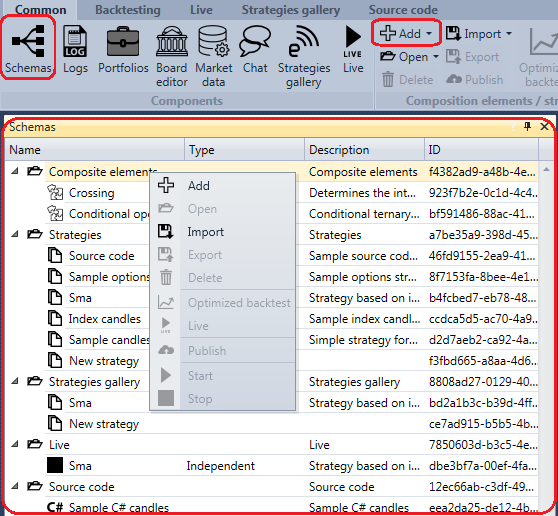 Common Backtesting Live Strategies gallery Source code
Schemas Logs Portfolios Board editor Market data Chat Strategies gallery Live
LOG LIVE
Add Import
Open Export
Delete Publish
Optimized
Components Composition elements
Schemas
Name Type Description ID
Composite elements Composite elements f4382ad9-a48b-4e...
Crossing Determines the int... 923f7b2e-0c1d-4c4...
Conditional Conditional ternary... bf591486-88ac-41...
Strategies Strategies a7be35a9-398d-45...
Source code Sample source cod... 46fd9155-2ea9-41...
Sample options Sample options str... 8f7153fa-8bee-4e1...
Sma Strategy based on i... b4fcbed7-eb78-48...
Index candles Sample index candl... ccdca5d5-ac70-4a9...
Sample candles Simple strategy for... d2d7aeb2-ca92-4a...
New strategy f3fbd665-a8aa-4d6...
Strategies gallery Strategies gallery 8808ad27-0129-40...
Sma Strategy based on i... bd2a1b3c-b39d-4ff...
New strategy ce7ad915-b5b5-4b...
Live Live 7850603d-b3c5-4e...
Sma Independent Strategy based on i... dbe3bf7a-00ef-4fa...
Source code Source code 12ec66ab-c3df-49...
C# Sample C# candles Sample C# candles eea2da25-de12-4b...
Add
Open
Import
Export
Delete
Optimized backtest
LIVE Live
Publish
Start
Stop